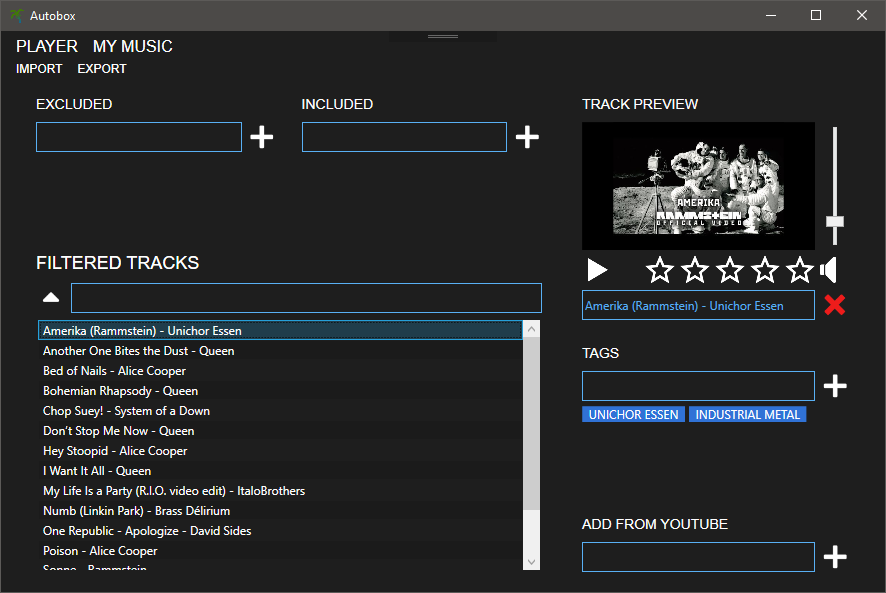 Autobox
PLAYER MY MUSIC
IMPORT EXPORT
EXCLUDED
INCLUDED
TRACK PREVIEW
AMERIKA
RAMMSTEIN
OFFICIAL VIDEO
FILTERED TRACKS
Amerika (Rammstein) - Unichor Essen
Another One Bites the Dust - Queen
Bed of Nails - Alice Cooper
Bohemian Rhapsody - Queen
Chop Suey! - System of a Down
Don't Stop Me Now - Queen
Hey Stoopid - Alice Cooper
I Want It All - Queen
My Life Is a Party (R.I.O. video edit) - ItaloBrothers
Numb (Linkin Park) - Brass Délirium
One Republic - Apologize - David Sides
Poison - Alice Cooper
Sonne - Rammstein
Amerika (Rammstein) - Unichor Essen
TAGS
UNICHOR ESSEN INDUSTRIAL METAL
ADD FROM YOUTUBE